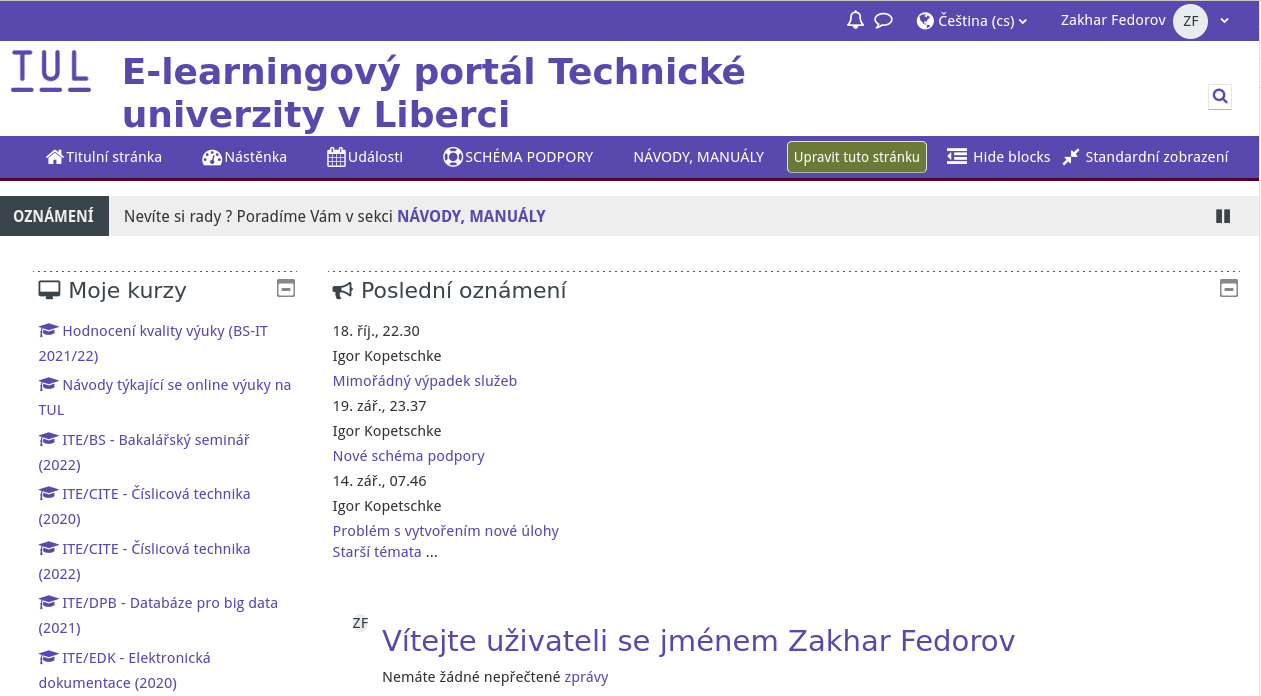 Čeština (cs)
Zakhar Fedorov
ZF
TUL
E-learningový portál Technické
univerzity v Liberci
Titulní stránka
Nástěnka
Události
SCHÉMA PODPORY
NÁVODY, MANUÁLY
Upravit tuto stránku
Hide blocks
Standardní zobrazení
OZNÁMENÍ
Nevíte si rady ? Poradíme Vám v sekci NÁVODY, MANUÁLY
Moje kurzy
Hodnocení kvality výuky (BS-IT
2021/22)
Návody týkající se online výuky na
TUL
ITE/BS - Bakalářský seminář
(2022)
ITE/CITE - Číslicová technika
(2020)
ITE/CITE - Číslicová technika
(2022)
ITE/DPB - Databáze pro big data
(2021)
ITE/EDK - Elektronická
dokumentace (2020)
Poslední oznámení
18. říj., 22.30
Igor Kopetschke
Mimořádný výpadek služeb
19. zář., 23.37
Igor Kopetschke
Nové schéma podpory
14. zář., 07.46
Igor Kopetschke
Problém s vytvořením nové úlohy
Starší témata ...
ZF
Vítejte uživateli se jménem Zakhar Fedorov
Nemáte žádné nepřečtené zprávy